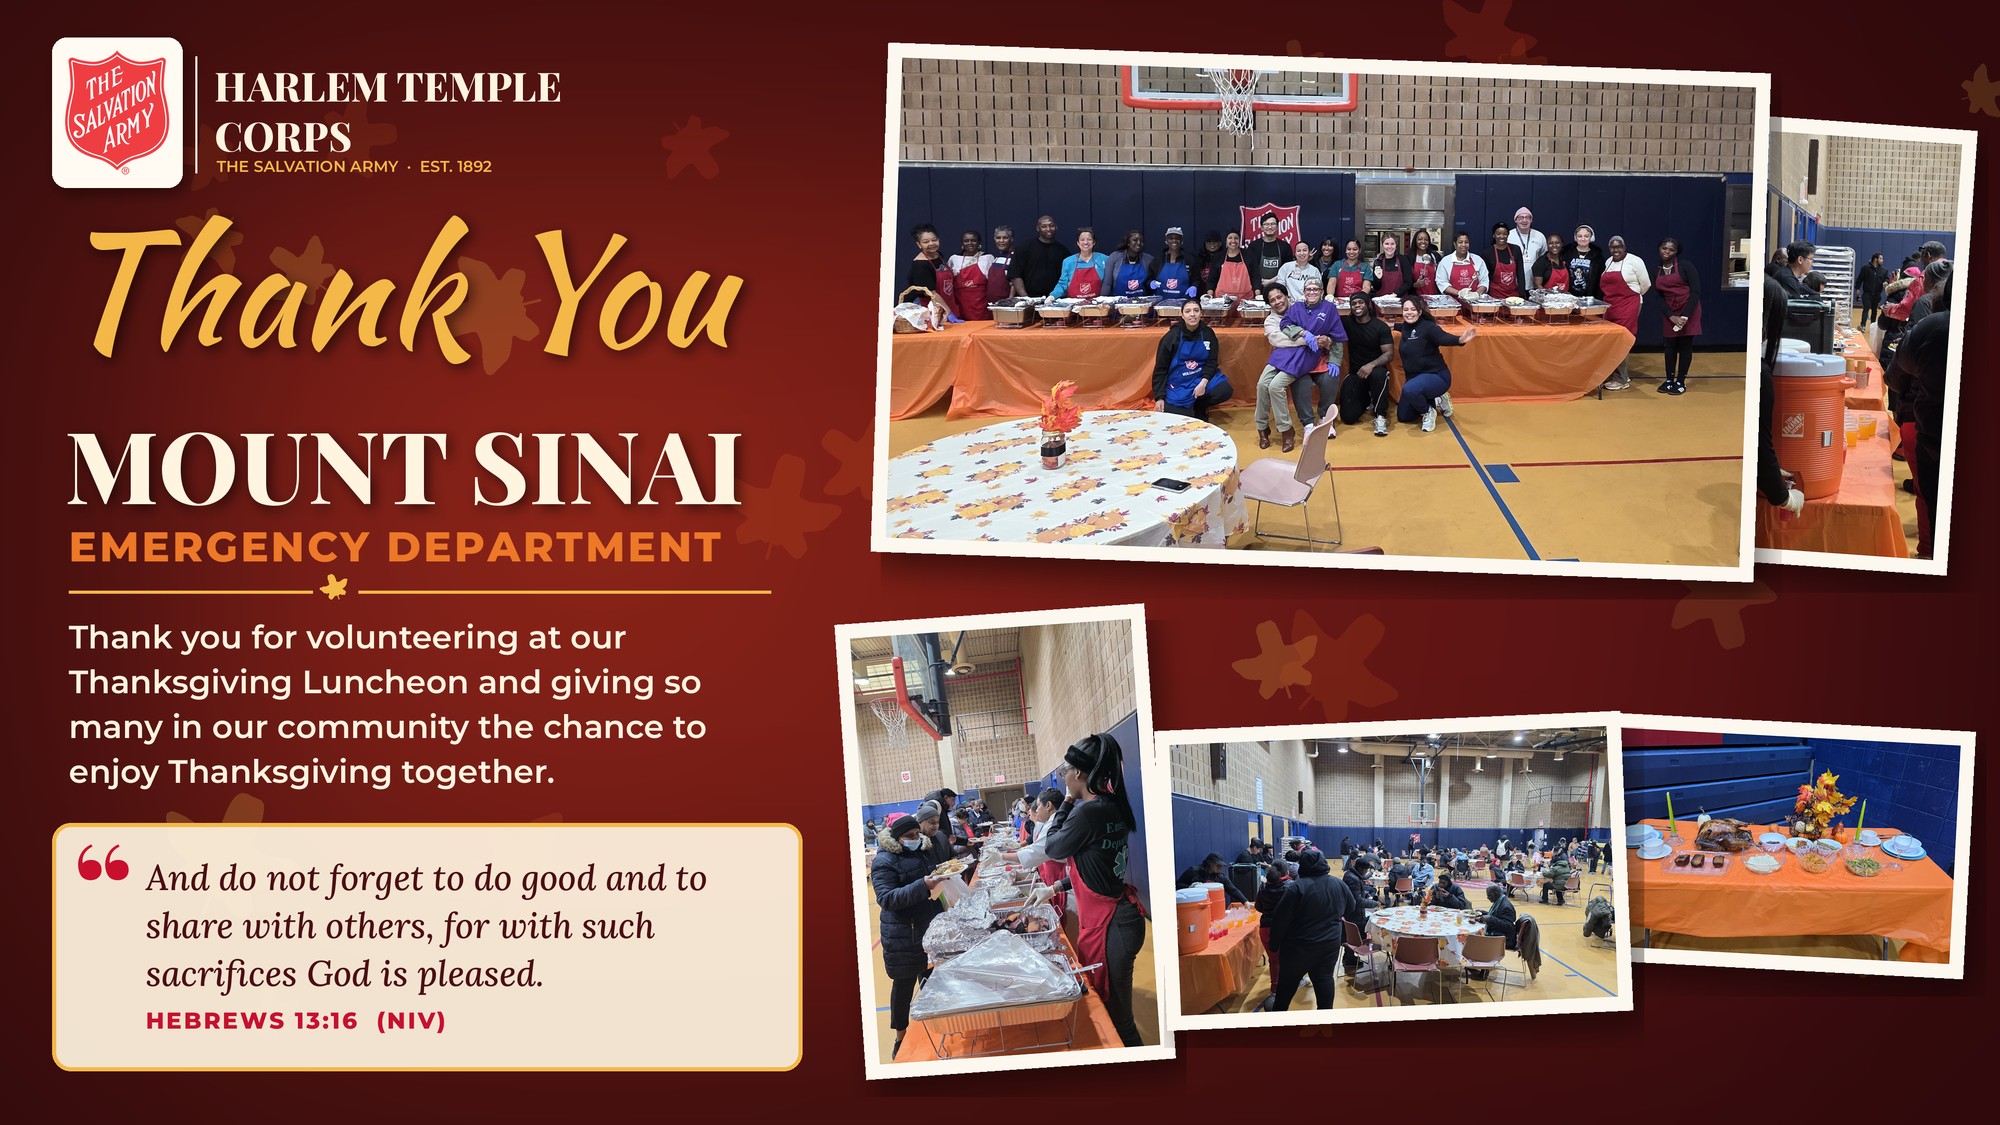 THE
SALVATION
ARMY
®
HARLEM TEMPLE
CORPS
THE SALVATION ARMY · EST. 1892
Thank You
MOUNT SINAI
EMERGENCY DEPARTMENT
Thank you for volunteering at our
Thanksgiving Luncheon and giving so
many in our community the chance to
enjoy Thanksgiving together.
“ And do not forget to do good and to
share with others, for with such
sacrifices God is pleased.
HEBREWS 13:16 (NIV)